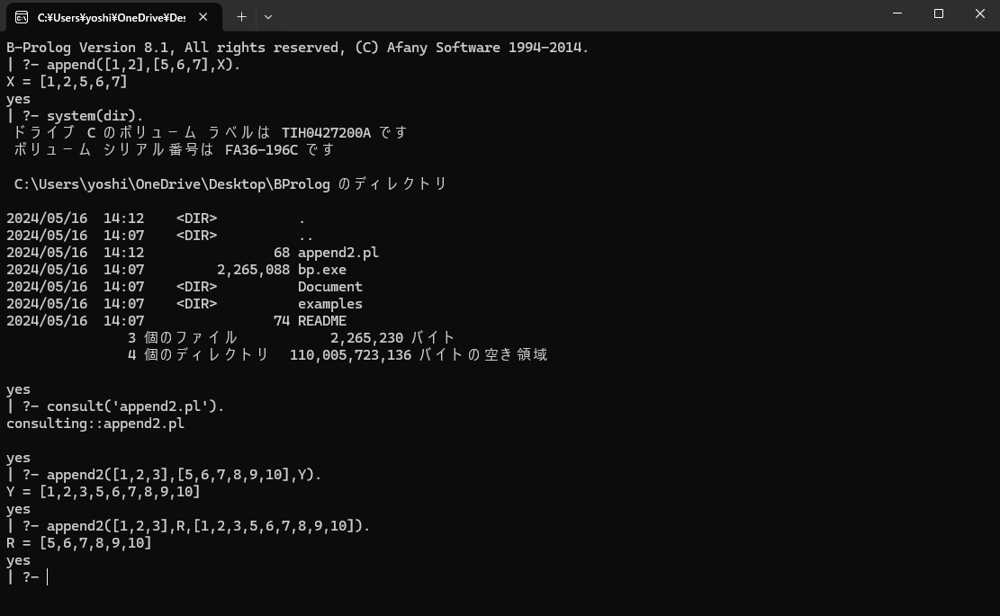 C:¥Users¥yoshi¥OneDrive¥Des
B-Prolog Version 8.1, All rights reserved, (C) Afany Software 1994-2014.
| ?- append([1,2],[5,6,7],X).
X = [1,2,5,6,7]
yes
| ?- system(dir).
ドライブ C のボリューム ラベルは TIH0427200A です
ボリューム シリアル番号は FA36-196C です
C:\Users\yoshi\OneDrive\Desktop\BProlog のディレクトリ
2024/05/16  14:12    <DIR>          .
2024/05/16  14:07    <DIR>          ..
2024/05/16  14:12                68 append2.pl
2024/05/16  14:07         2,265,088 bp.exe
2024/05/16  14:07    <DIR>          Document
2024/05/16  14:07    <DIR>          examples
2024/05/16  14:07                74 README
3 個のファイル           2,265,230 バイト
4 個のディレクトリ  110,005,723,136 バイトの空き領域
yes
| ?- consult('append2.pl').
consulting::append2.pl
yes
| ?- append2([1,2,3],[5,6,7,8,9,10],Y).
Y = [1,2,3,5,6,7,8,9,10]
yes
| ?- append2([1,2,3],R,[1,2,3,5,6,7,8,9,10]).
R = [5,6,7,8,9,10]
yes
| ?-